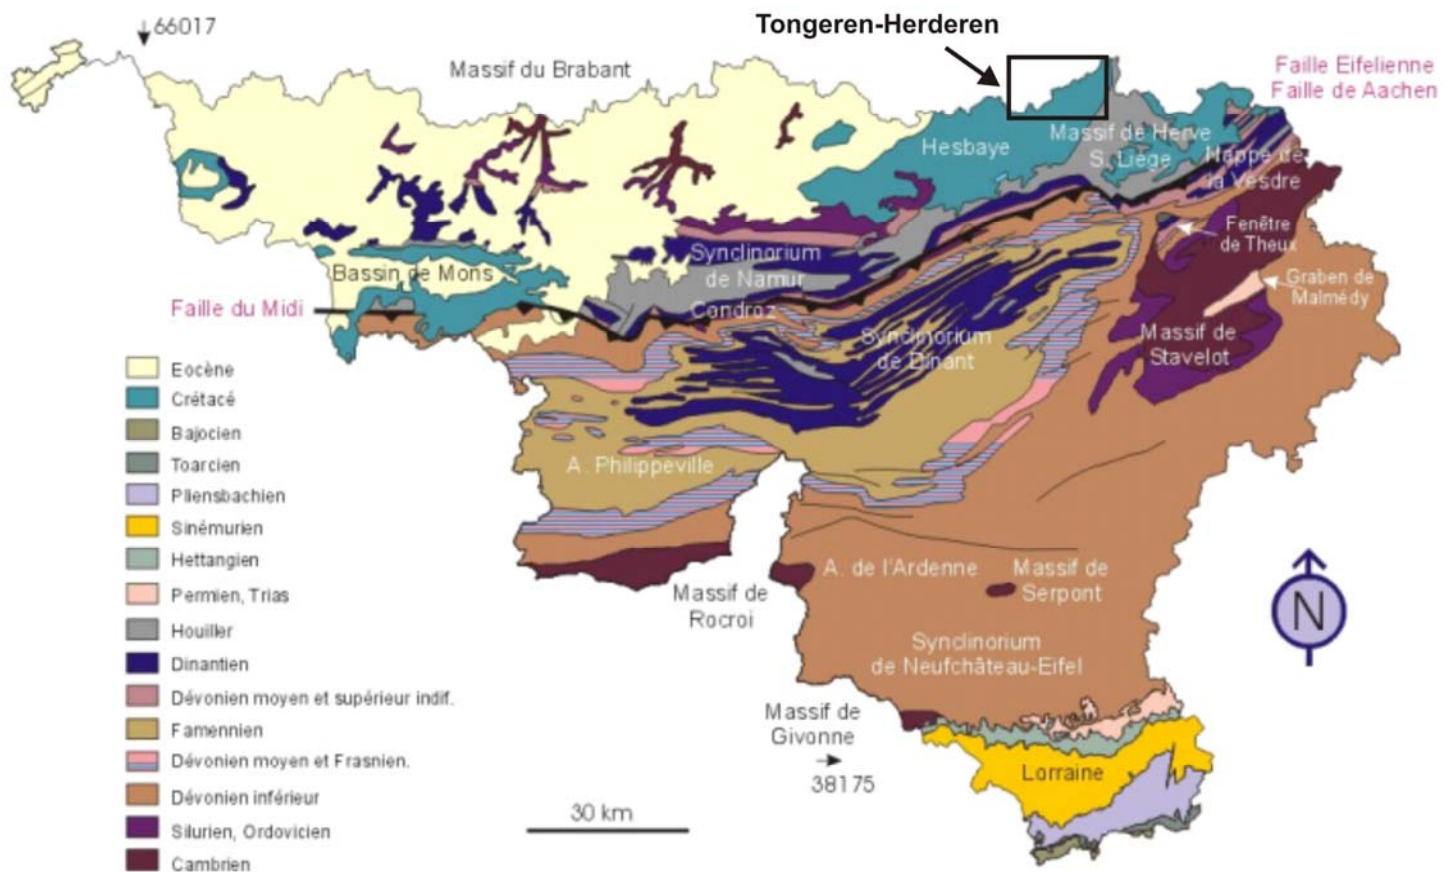 66017
Tongeren-Herderen
Massif du Brabant
Faille Eifelienne
Faille de Aachen
Hesbaye
Massif de Herve
S. Liège
Nappe de
la Vesdre
Fenêtre
de Theux
Synclinorium
de Namur
Bassin de Mons
Graben de
Malmédy
Faille du Midi
Condroz
Synclinorium
de Dinant
Massif de
Stavelot
A. Philippeville
Eocène
Crétacé
Bajocien
Toarcien
Pliensbachien
Sinémurien
Hettangien
Permien, Trias
Houiller
Dinantien
Dévonien moyen et supérieur indif.
Famennien
Dévonien moyen et Frasnien.
Dévonien inférieur
Silurien, Ordovicien
Cambrien
A. de l'Ardenne
Massif de
Serpont
Massif de
Rocroi
N
Synclinorium
de Neufchâteau-Eifel
Massif de
Givonne
38175
Lorraine
30 km